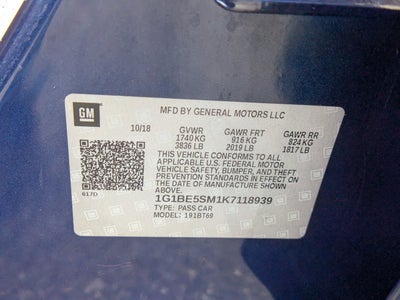 GM
MFD BY GENERAL MOTORS LLC
10/18 GVWR GAWR FRT GAWR RR
1740 KG 916 KG 824 KG
3836 LB 2019 LB 1817 LB
THIS VEHICLE CONFORMS TO ALL
APPLICABLE U.S. FEDERAL MOTOR
VEHICLE SAFETY, BUMPER, AND THEFT
PREVENTION STANDARDS IN EFFECT ON
THE DATE OF MANUFACTURE SHOWN
ABOVE.
617D
1G1BE5SM1K7118939
TYPE: PASS CAR
MODEL: 191BT69